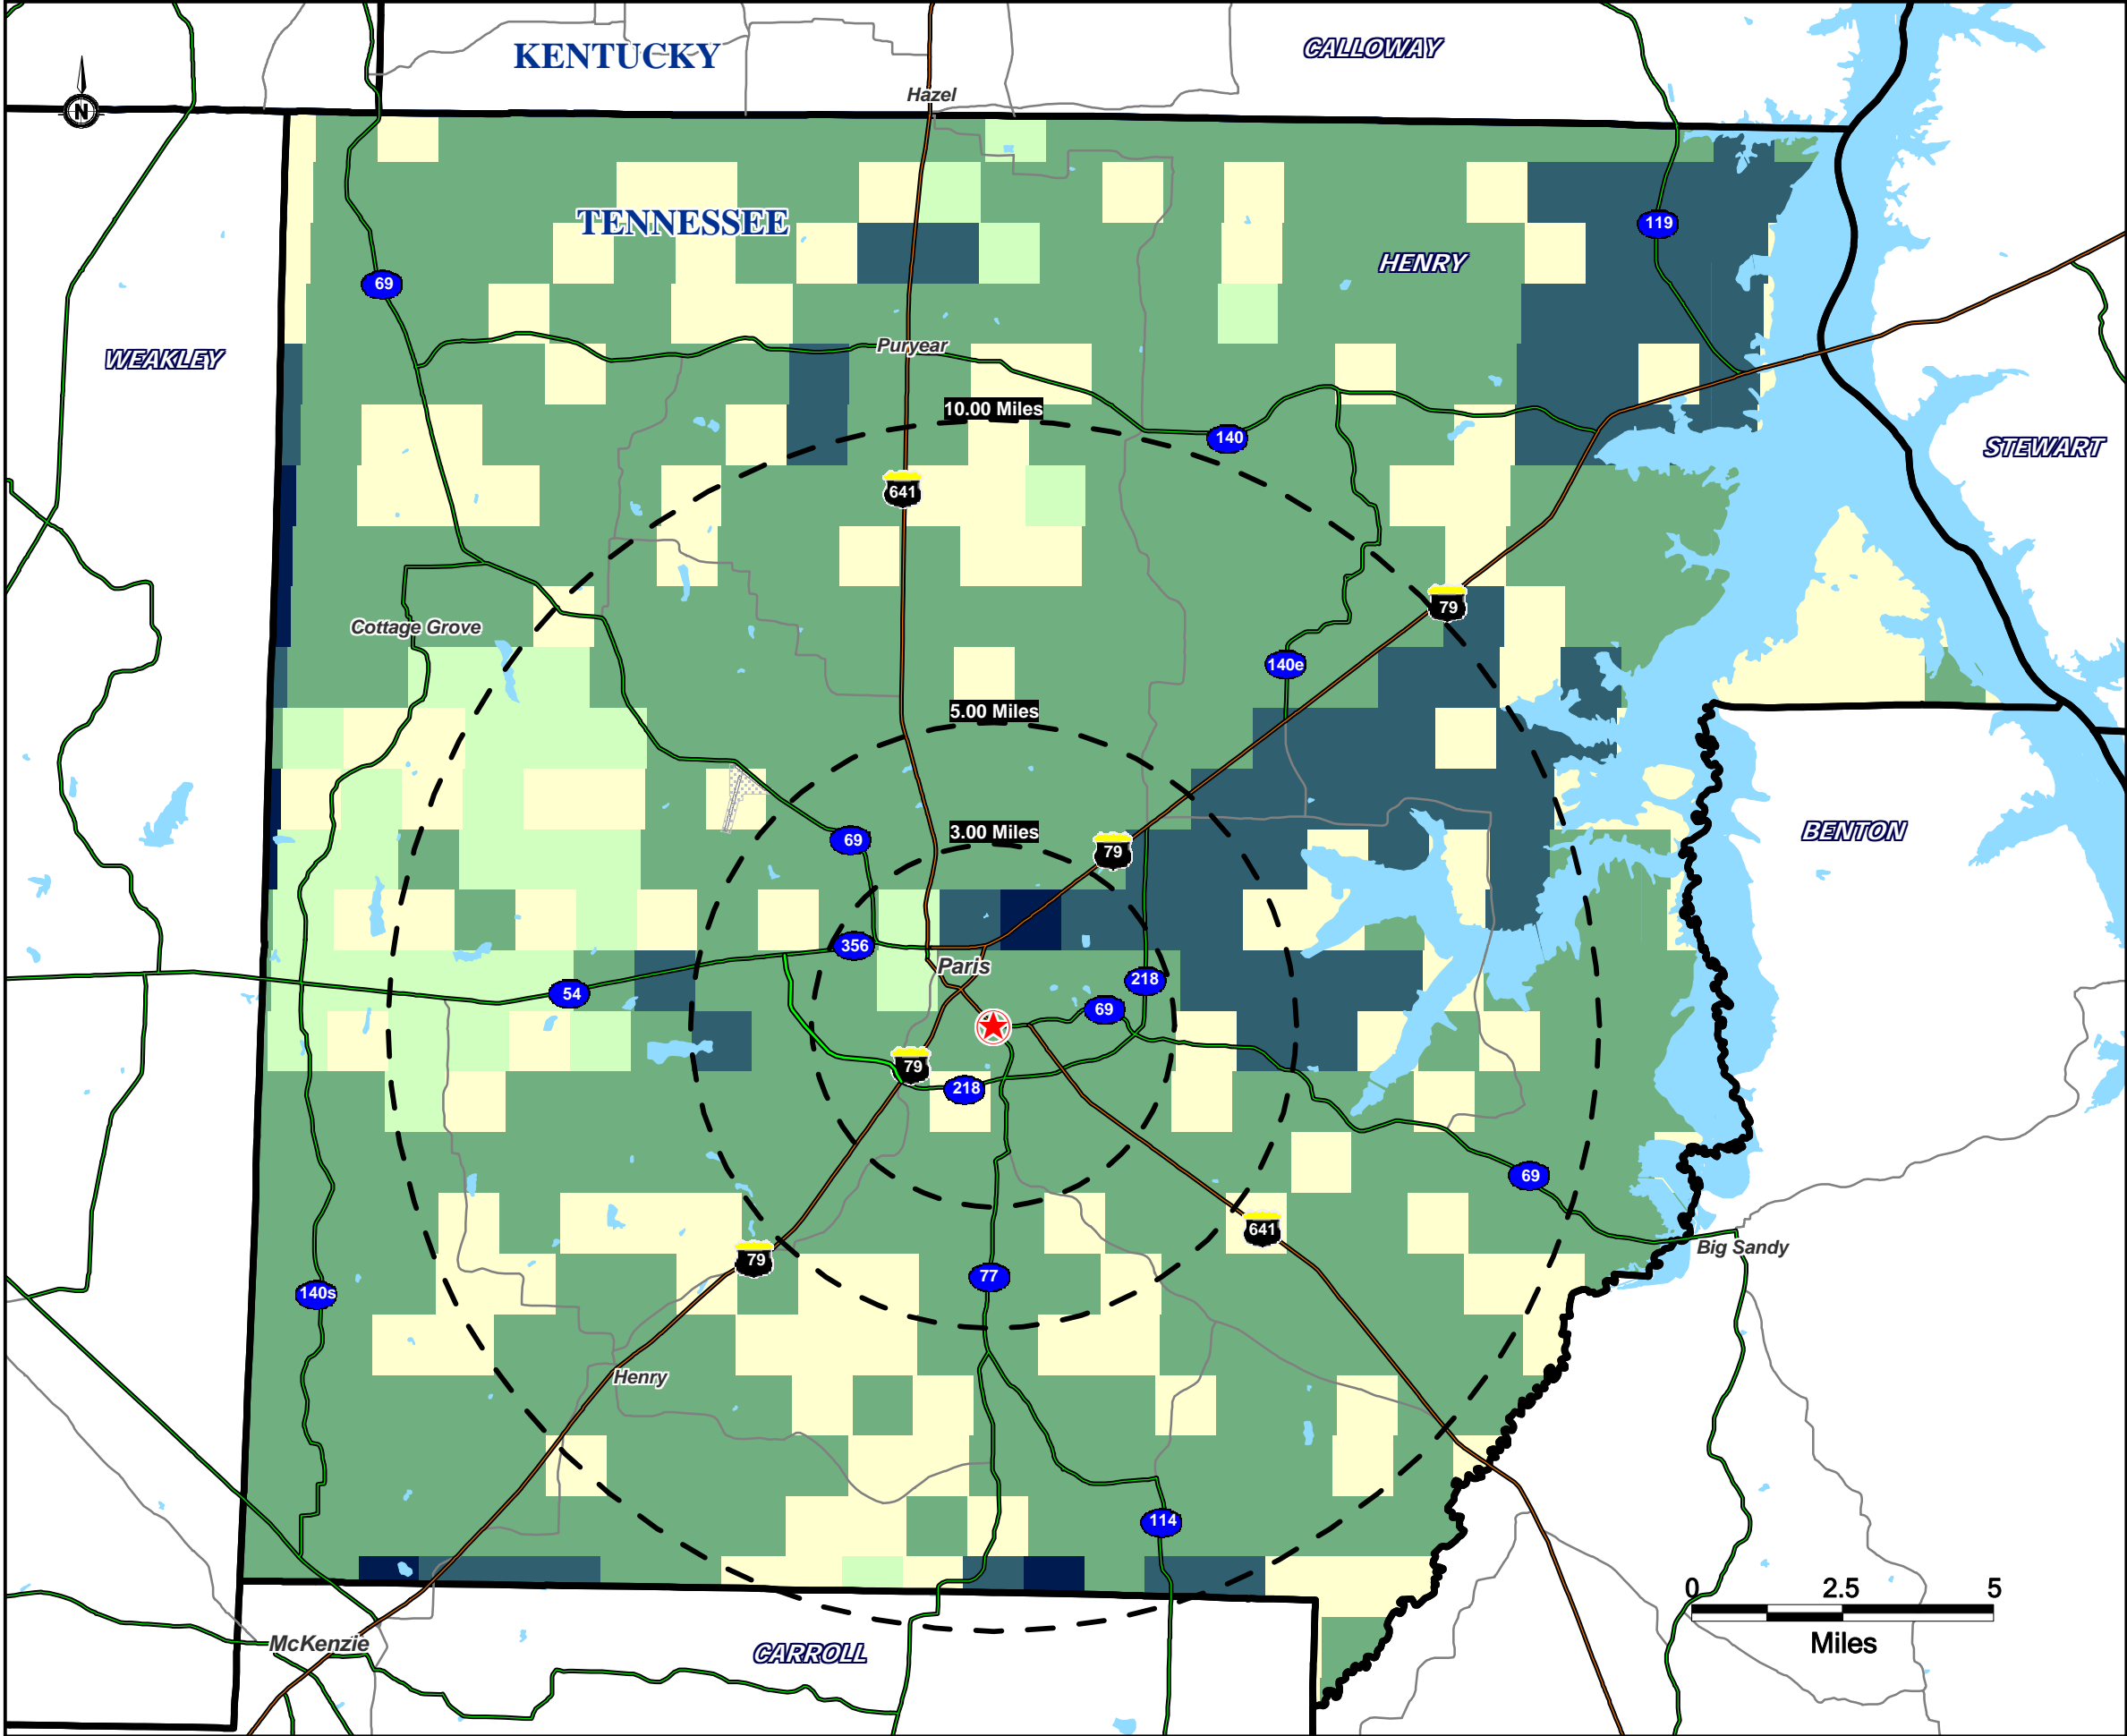 KENTUCKY
CALLOWAY
Hazel
N
TENNESSEE
119
HENRY
69
WEAKLEY
Puryear
10.00 Miles
140
STEWART
641
79
Cottage Grove
140e
5.00 Miles
3.00 Miles
BENTON
69
79
356
Paris
218
54
69
79
218
69
641
Big Sandy
79
77
140s
Henry
114
0 2.5 5
Miles
McKenzie
CARROLL